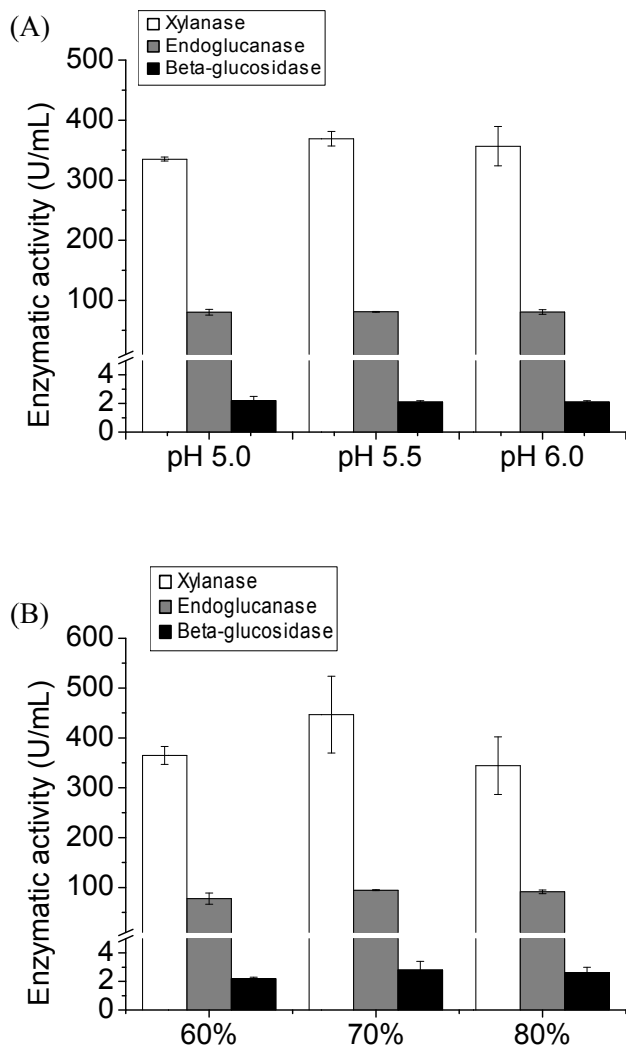 (A)
Xylanase
Endoglucanase
Beta-glucosidase
500
400
300
200
100
4
2
0
Enzymatic activity (U/mL)
pH 5.0 pH 5.5 pH 6.0
(B)
Xylanase
Endoglucanase
Beta-glucosidase
600
500
400
300
200
100
4
2
0
Enzymatic activity (U/mL)
60% 70% 80%